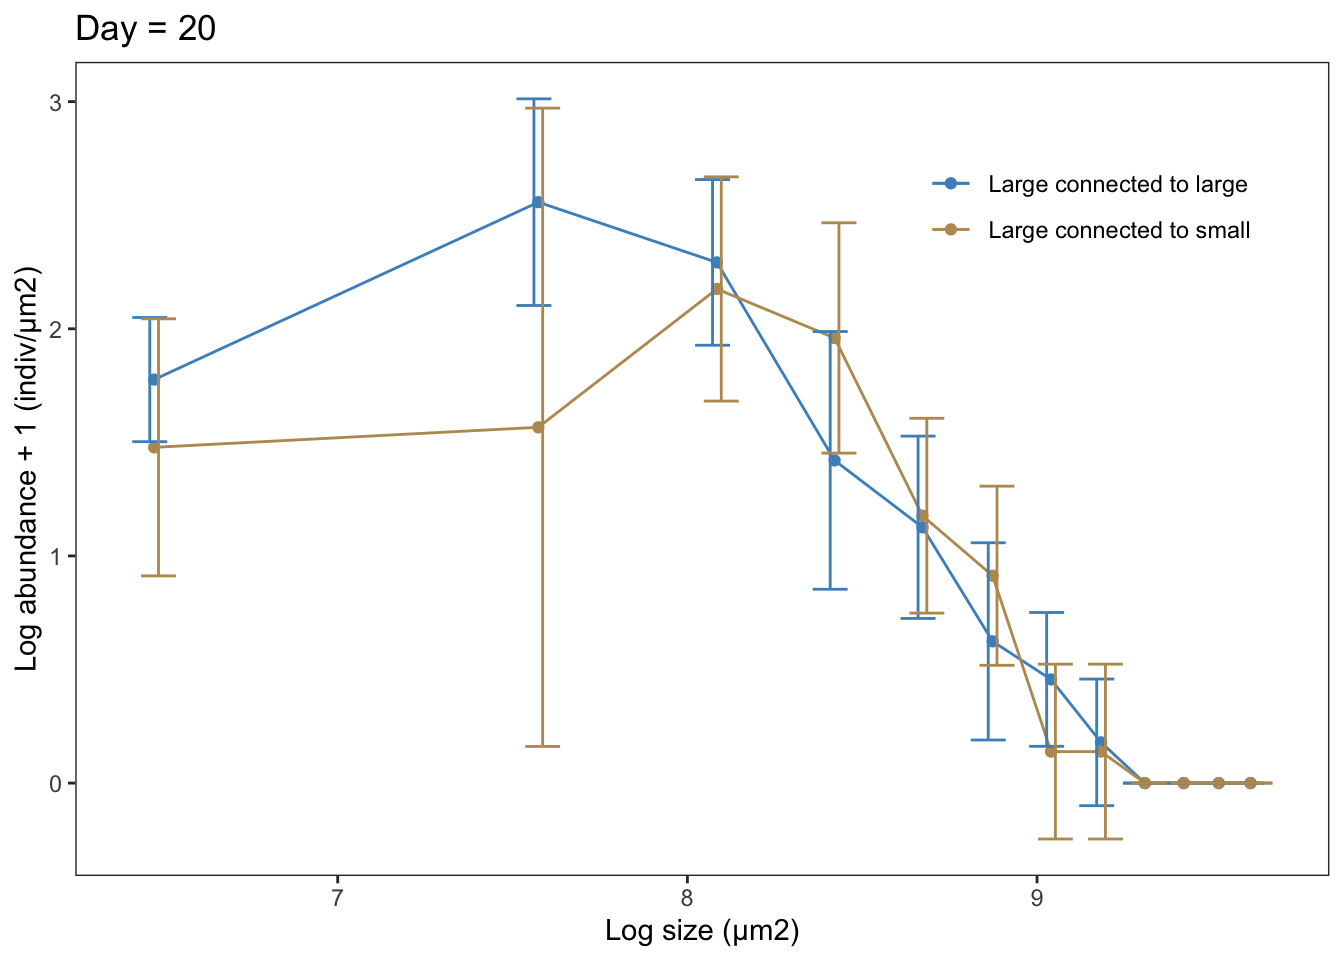 Day = 20
3
2
1
0
Log abundance + 1 (indiv/μm2)
Large connected to large
Large connected to small
7
8
9
Log size (μm2)